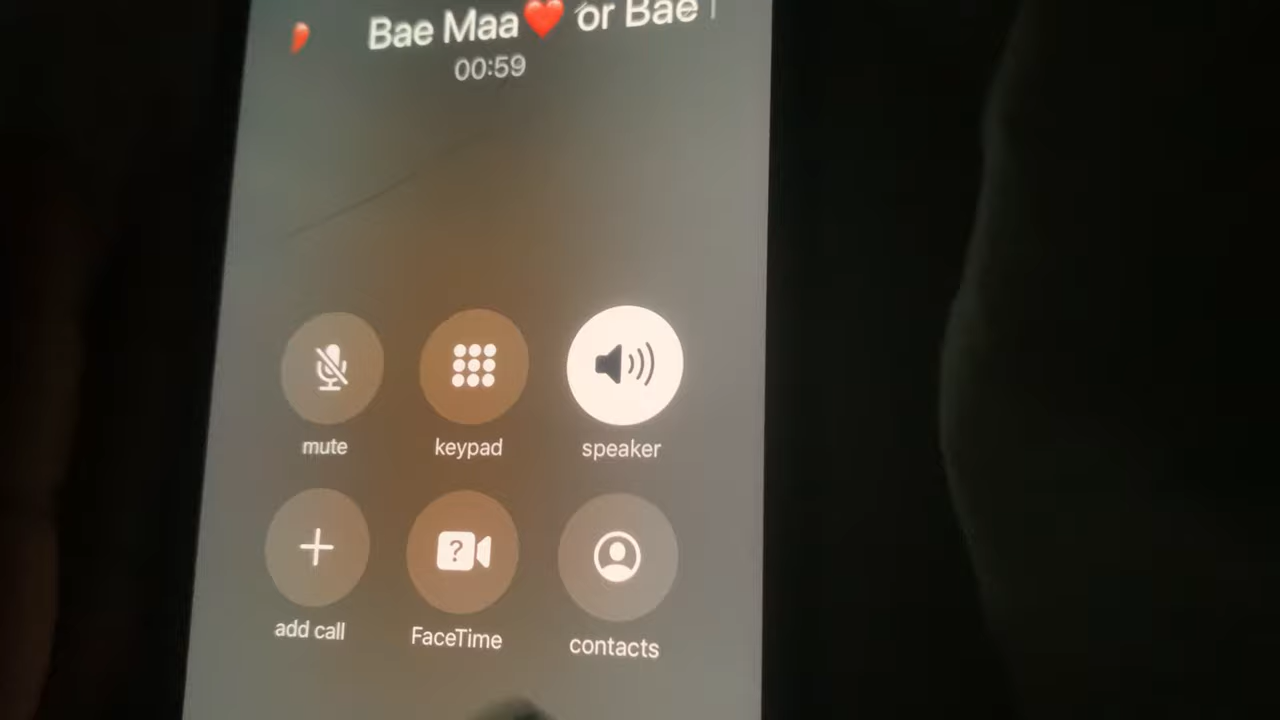 Bae Maa❤️ or Bae
00:59
mute keypad speaker
add call FaceTime contacts